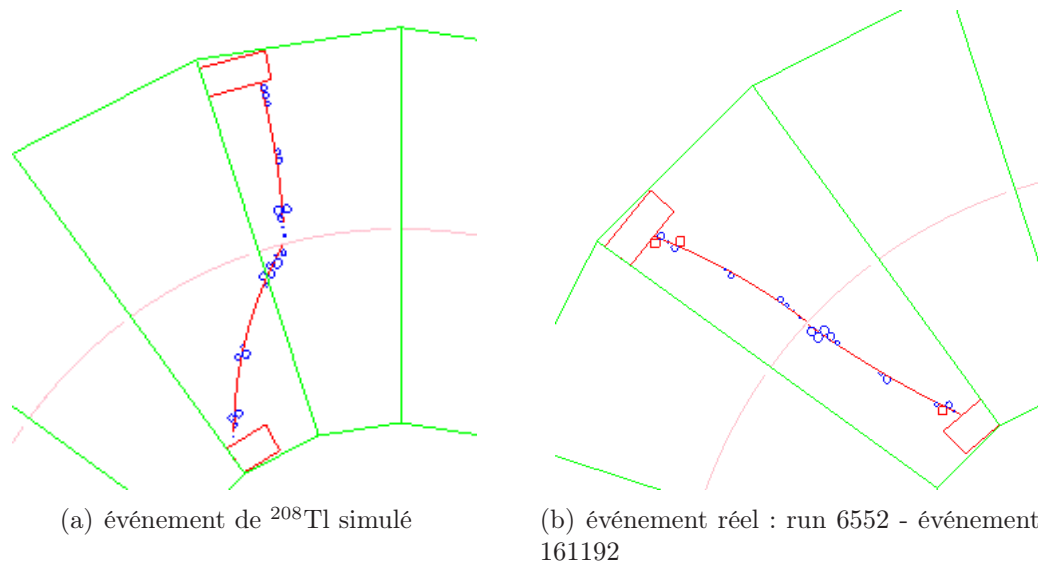 (a) événement de ²⁰⁸Tl simulé
(b) événement réel : run 6552 - événement
161192